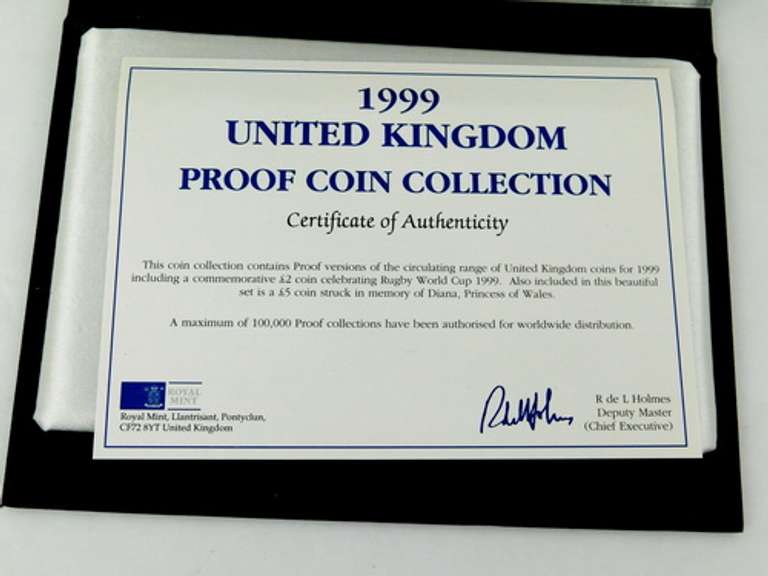 1999
UNITED KINGDOM
PROOF COIN COLLECTION
Certificate of Authenticity
This coin collection contains Proof versions of the circulating range of United Kingdom coins for 1999
including a commemorative £2 coin celebrating Rugby World Cup 1999. Also included in this beautiful
set is a £5 coin struck in memory of Diana, Princess of Wales.
A maximum of 100,000 Proof collections have been authorised for worldwide distribution.
ROYAL
MINT
Royal Mint, Llantrisant, Pontyclun,
CF72 8YT United Kingdom
R de L Holmes
Deputy Master
(Chief Executive)